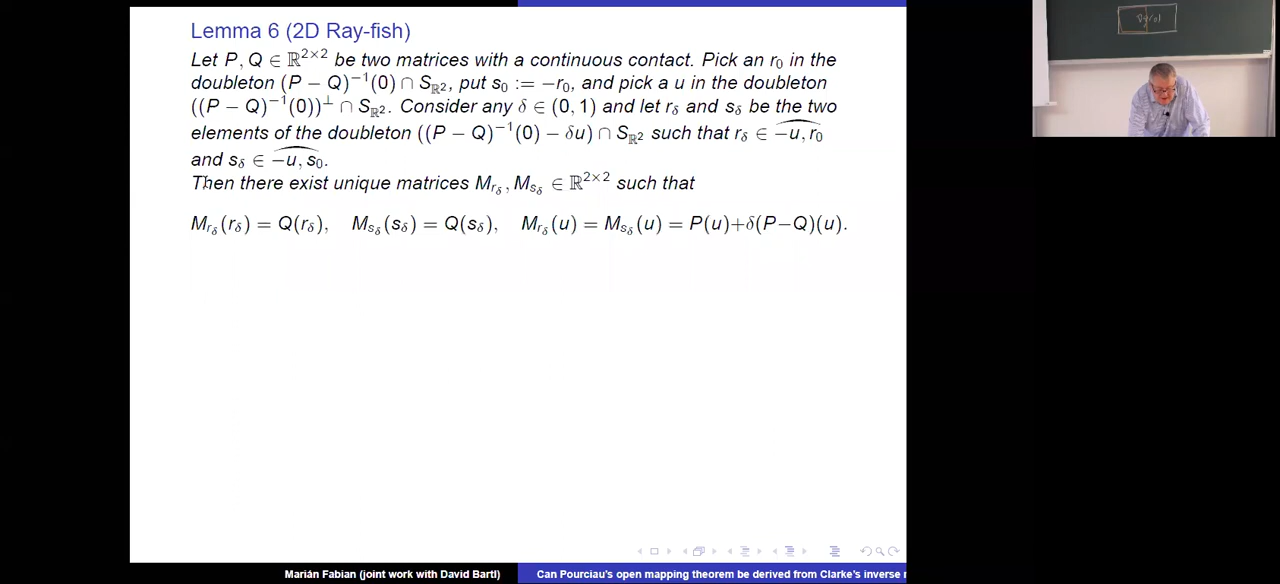 Lemma 6 (2D Ray-fish)
Let P, Q ∈ ℝ^{2×2} be two matrices with a continuous contact. Pick an r₀ in the
doubleton (P − Q)⁻¹(0) ∩ S_{ℝ²}, put s₀ := −r₀, and pick a u in the doubleton
((P − Q)⁻¹(0))^⊥ ∩ S_{ℝ²}. Consider any δ ∈ (0, 1) and let r_δ and s_δ be the two
elements of the doubleton ((P − Q)⁻¹(0) − δu) ∩ S_{ℝ²} such that r_δ ∈ \widehat{−u, r₀}
and s_δ ∈ \widehat{−u, s₀}.
Then there exist unique matrices M_{r_δ}, M_{s_δ} ∈ ℝ^{2×2} such that
M_{r_δ}(r_δ) = Q(r_δ), M_{s_δ}(s_δ) = Q(s_δ), M_{r_δ}(u) = M_{s_δ}(u) = P(u)+δ(P−Q)(u).
Marián Fabian (joint work with David Bartl) Can Pourciau's open mapping theorem be derived from Clarke's inverse